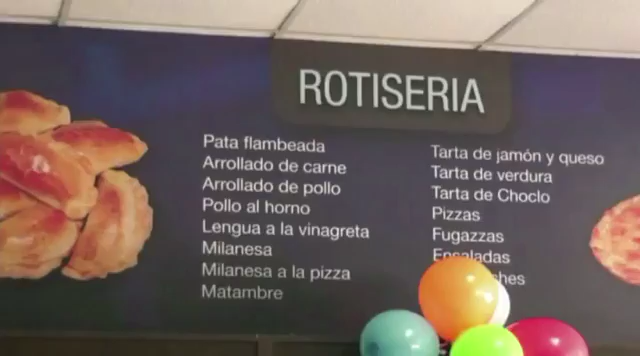 ROTISERIA
Pata flambeada
Arrollado de carne
Arrollado de pollo
Pollo al horno
Lengua a la vinagreta
Milanesa
Milanesa a la pizza
Matambre
Tarta de jamón y queso
Tarta de verdura
Tarta de Choclo
Pizzas
Fugazzas
Ensaladas